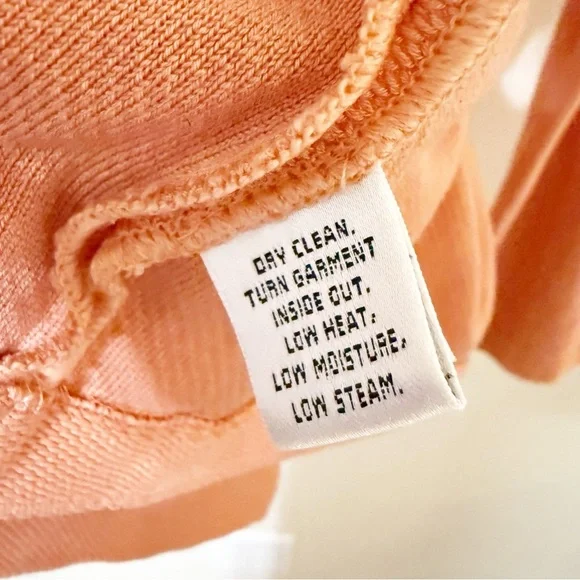 DRY CLEAN.
TURN GARMENT
INSIDE OUT.
LOW HEAT.
LOW MOISTURE,
LOW STEAM.